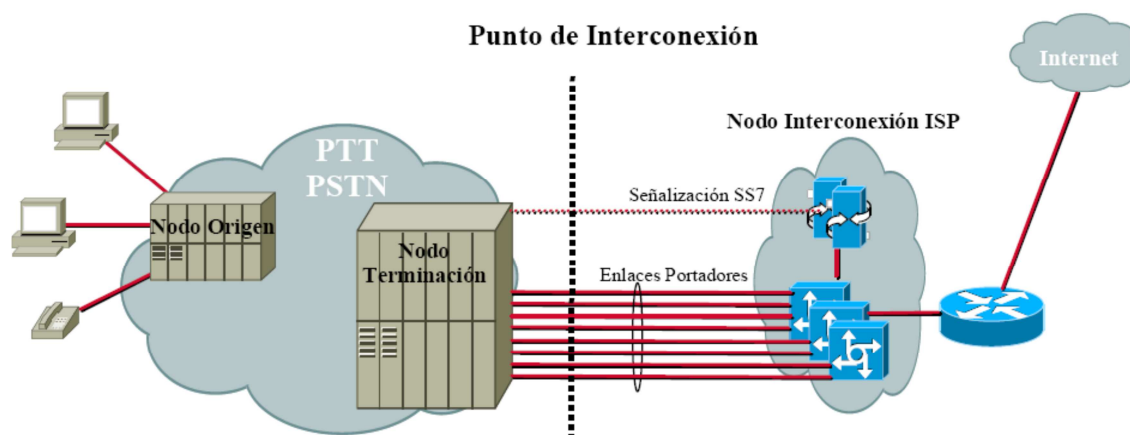 Punto de Interconexión
Internet
Nodo Interconexión ISP
PTT
PSTN
Señalización SS7
Nodo Origen
Nodo
Terminación
Enlaces Portadores